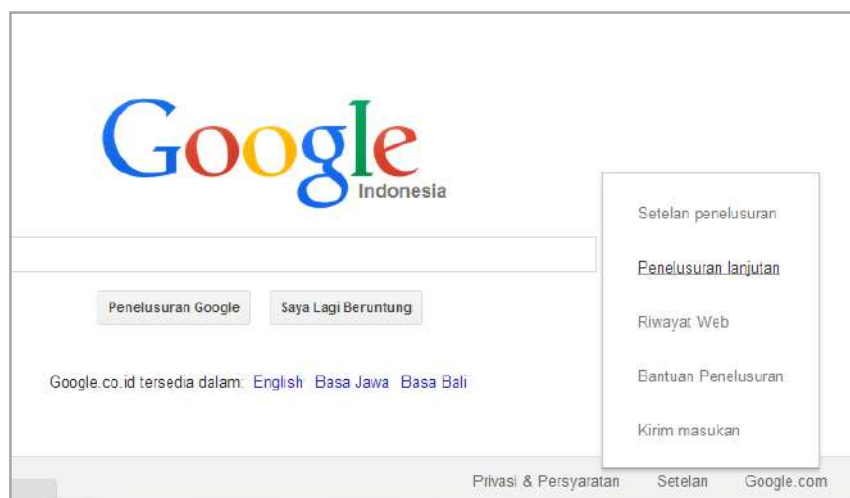 Google
Indonesia
Setelan penelusuran
Penelusuran lanjutan
Riwayat Web
Bantuan Penelusuran
Kirim masukan
Penelusuran Google Saya Lagi Beruntung
Google.co.id tersedia dalam: English Basa Jawa Basa Bali
Privasi & Persyaratan Setelan Google.com